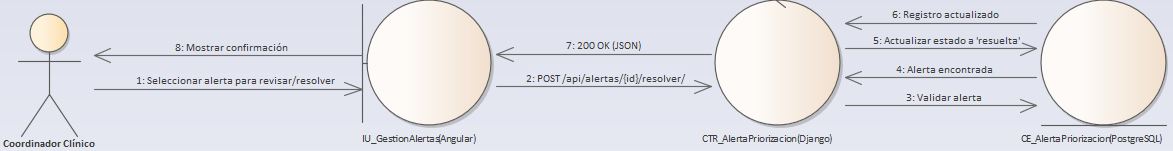 6: Registro actualizado
8: Mostrar confirmación
7: 200 OK (JSON)
5: Actualizar estado a 'resuelta'
1: Seleccionar alerta para revisar/resolver
2: POST /api/alertas/{id}/resolver/
4: Alerta encontrada
3: Validar alerta
Coordinador Clínico
IU_GestionAlertas(Angular)
CTR_AlertaPriorizacion(Django)
CE_AlertaPriorizacion(PostgreSQL)